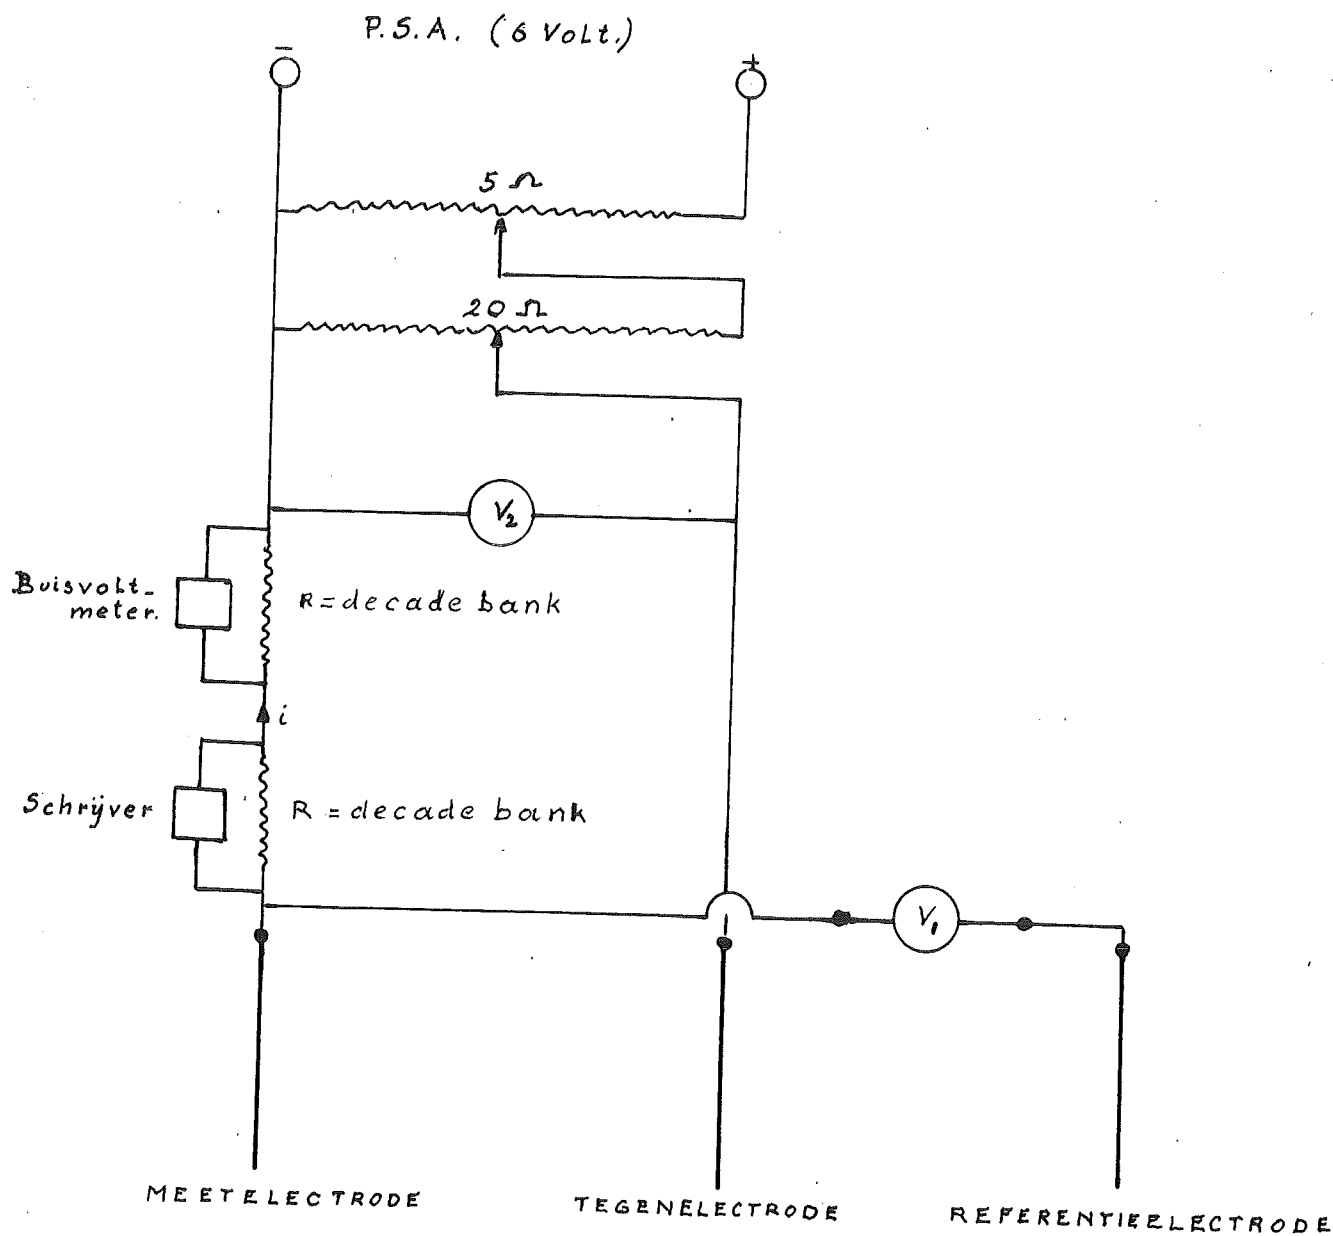 P.S.A. (6 Volt.)
- +
5 Ω
20 Ω
V₂
Buisvolt-
meter.
R = decade bank
i
Schrijver
R = decade bank
V₁
MEETELECTRODE
TEGENELECTRODE
REFERENTIEELECTRODE